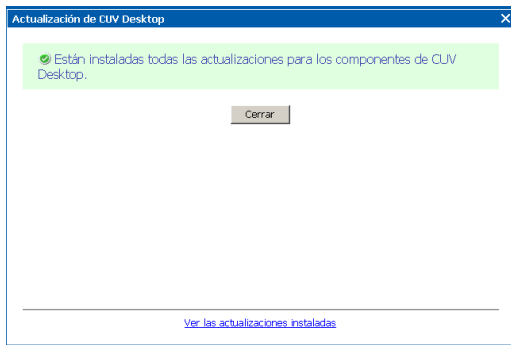 Actualización de CUV Desktop
Están instaladas todas las actualizaciones para los componentes de CUV
Desktop.
Cerrar
Ver las actualizaciones instaladas